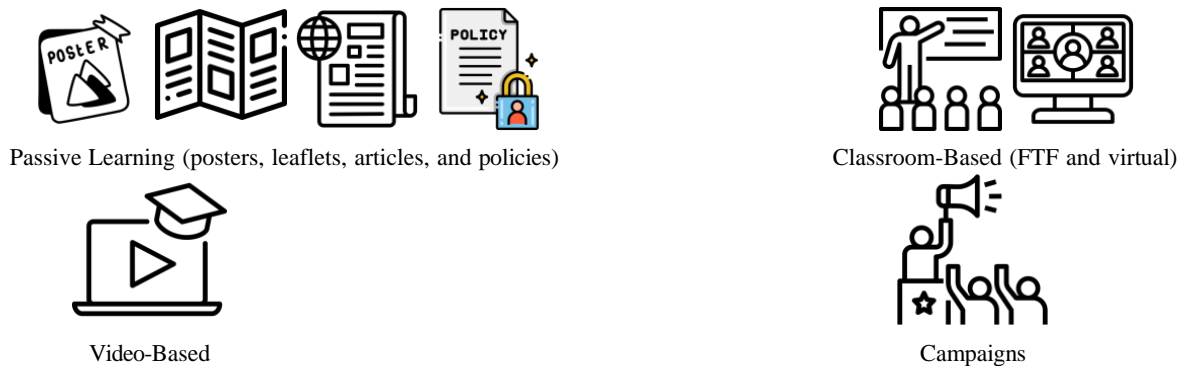 POSTER
POLICY
Passive Learning (posters, leaflets, articles, and policies)
Classroom-Based (FTF and virtual)
Video-Based
Campaigns